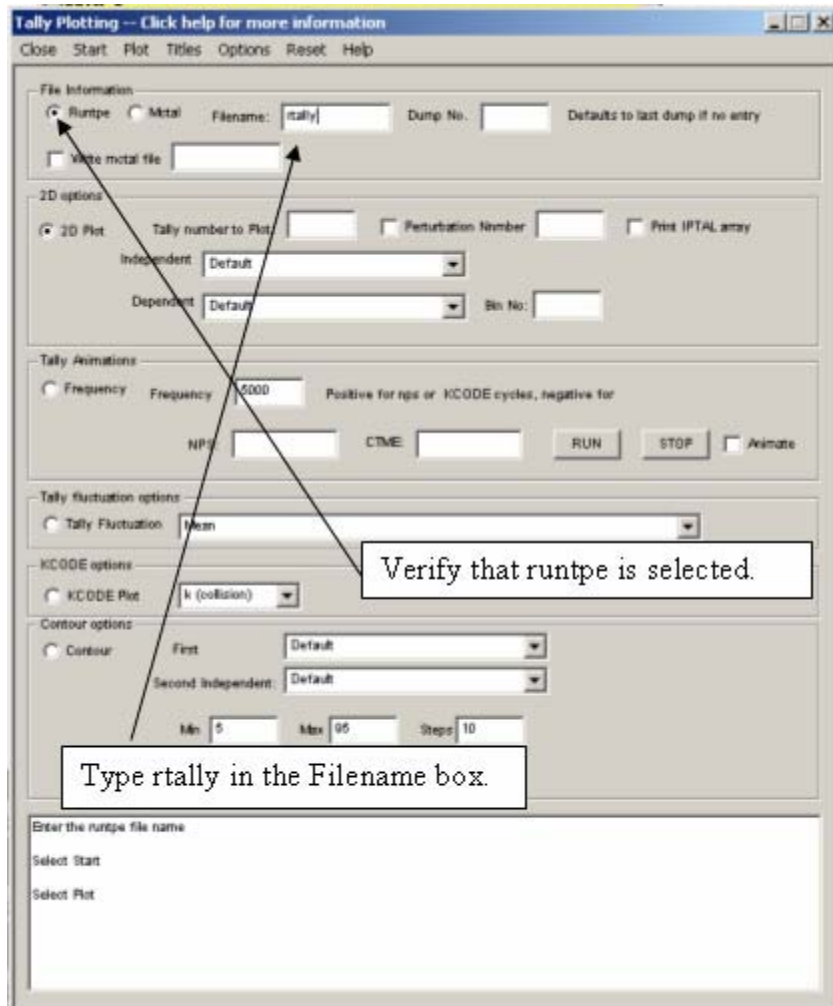 Tally Plotting -- Click help for more information
Close Start Plot Titles Options Reset Help
File Information
Runtpe Mctal Filename: rtally Dump No. Defaults to last dump if no entry
Write mctal file
2D options
2D Plot Tally number to Plot: Perturbation Nnmber Print IPTAL array
Independent Default
Dependent Default Bin No:
Tally Animations
Frequency Frequency 5000 Positive for nps or KCODE cycles, negative for
NPS CTME RUN STOP Animate
Tally fluctuation options
Tally Fluctuation Mean
Verify that runtpe is selected.
KCODE options
KCODE Plot k (collision)
Contour options
Contour First Default
Second Independent: Default
Min 5 Max 95 Steps 10
Type rtally in the Filename box.
Enter the runtpe file name
Select Start
Select Plot